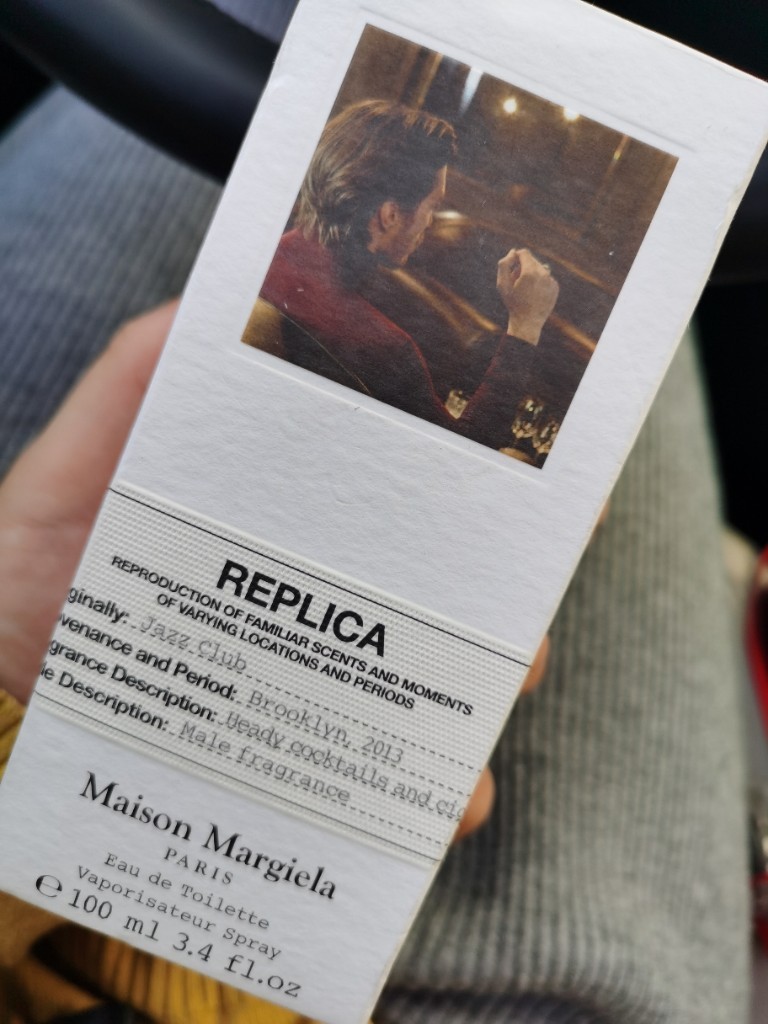 REPLICA
REPRODUCTION OF FAMILIAR SCENTS AND MOMENTS
OF VARYING LOCATIONS AND PERIODS
ginally: Jazz Club
venance and Period: Brooklyn, 2013
grance Description: Heady cocktails and cig
le Description: Male fragrance
Maison Margiela
PARIS
Eau de Toilette
Vaporisateur Spray
℮ 100 ml 3.4 fl.oz